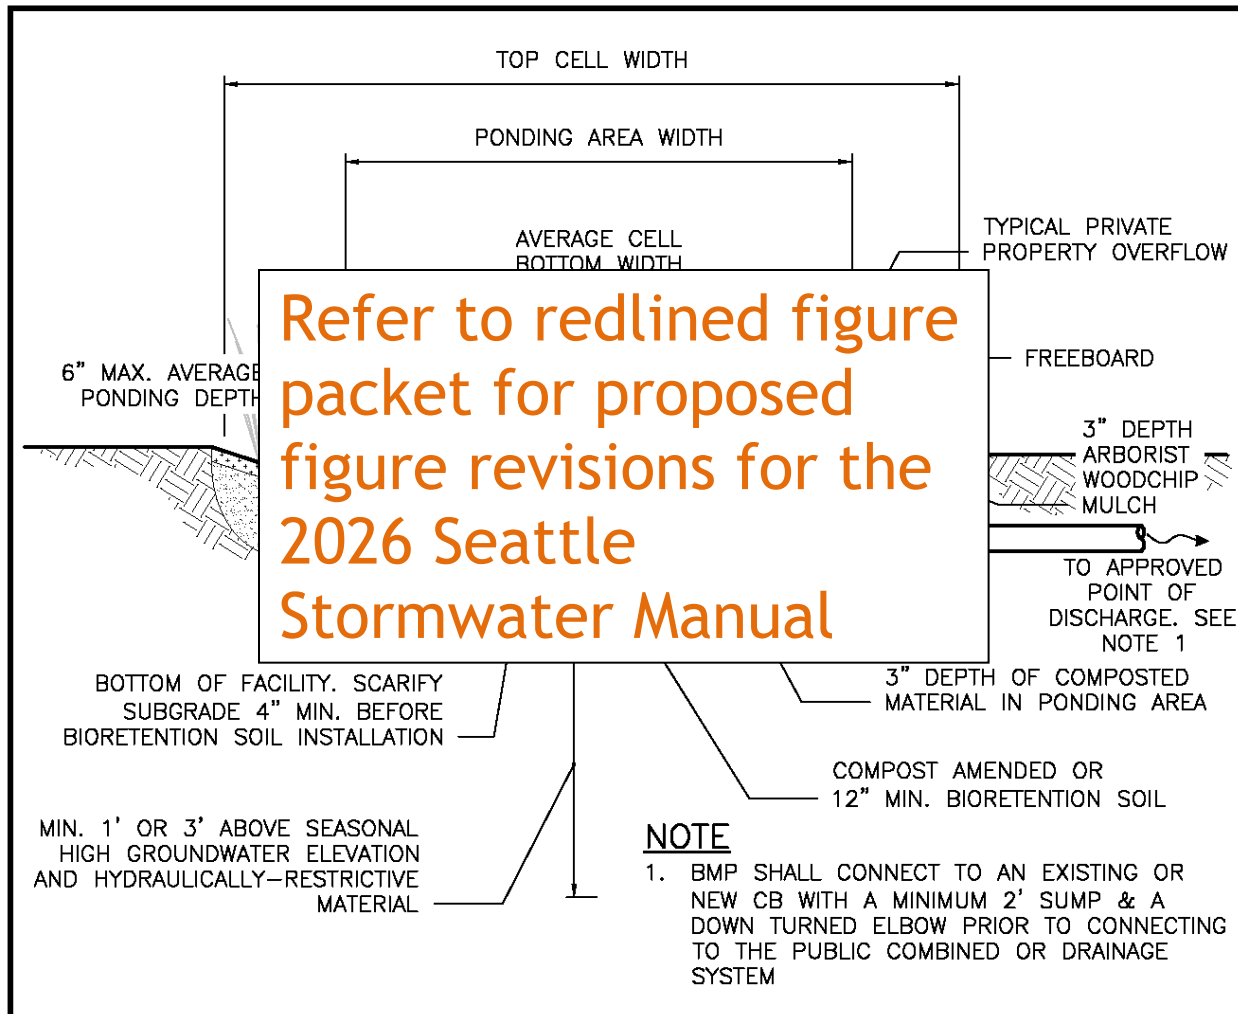 TOP CELL WIDTH
PONDING AREA WIDTH
AVERAGE CELL
BOTTOM WIDTH
TYPICAL PRIVATE
PROPERTY OVERFLOW
Refer to redlined figure
packet for proposed
figure revisions for the
2026 Seattle
Stormwater Manual
6" MAX. AVERAGE
PONDING DEPTH
FREEBOARD
3" DEPTH
ARBORIST
WOODCHIP
MULCH
TO APPROVED
POINT OF
DISCHARGE. SEE
NOTE 1
BOTTOM OF FACILITY. SCARIFY
SUBGRADE 4" MIN. BEFORE
BIORETENTION SOIL INSTALLATION
3" DEPTH OF COMPOSTED
MATERIAL IN PONDING AREA
COMPOST AMENDED OR
12" MIN. BIORETENTION SOIL
MIN. 1' OR 3' ABOVE SEASONAL
HIGH GROUNDWATER ELEVATION
AND HYDRAULICALLY-RESTRICTIVE
MATERIAL
NOTE
1. BMP SHALL CONNECT TO AN EXISTING OR
NEW CB WITH A MINIMUM 2' SUMP & A
DOWN TURNED ELBOW PRIOR TO CONNECTING
TO THE PUBLIC COMBINED OR DRAINAGE
SYSTEM